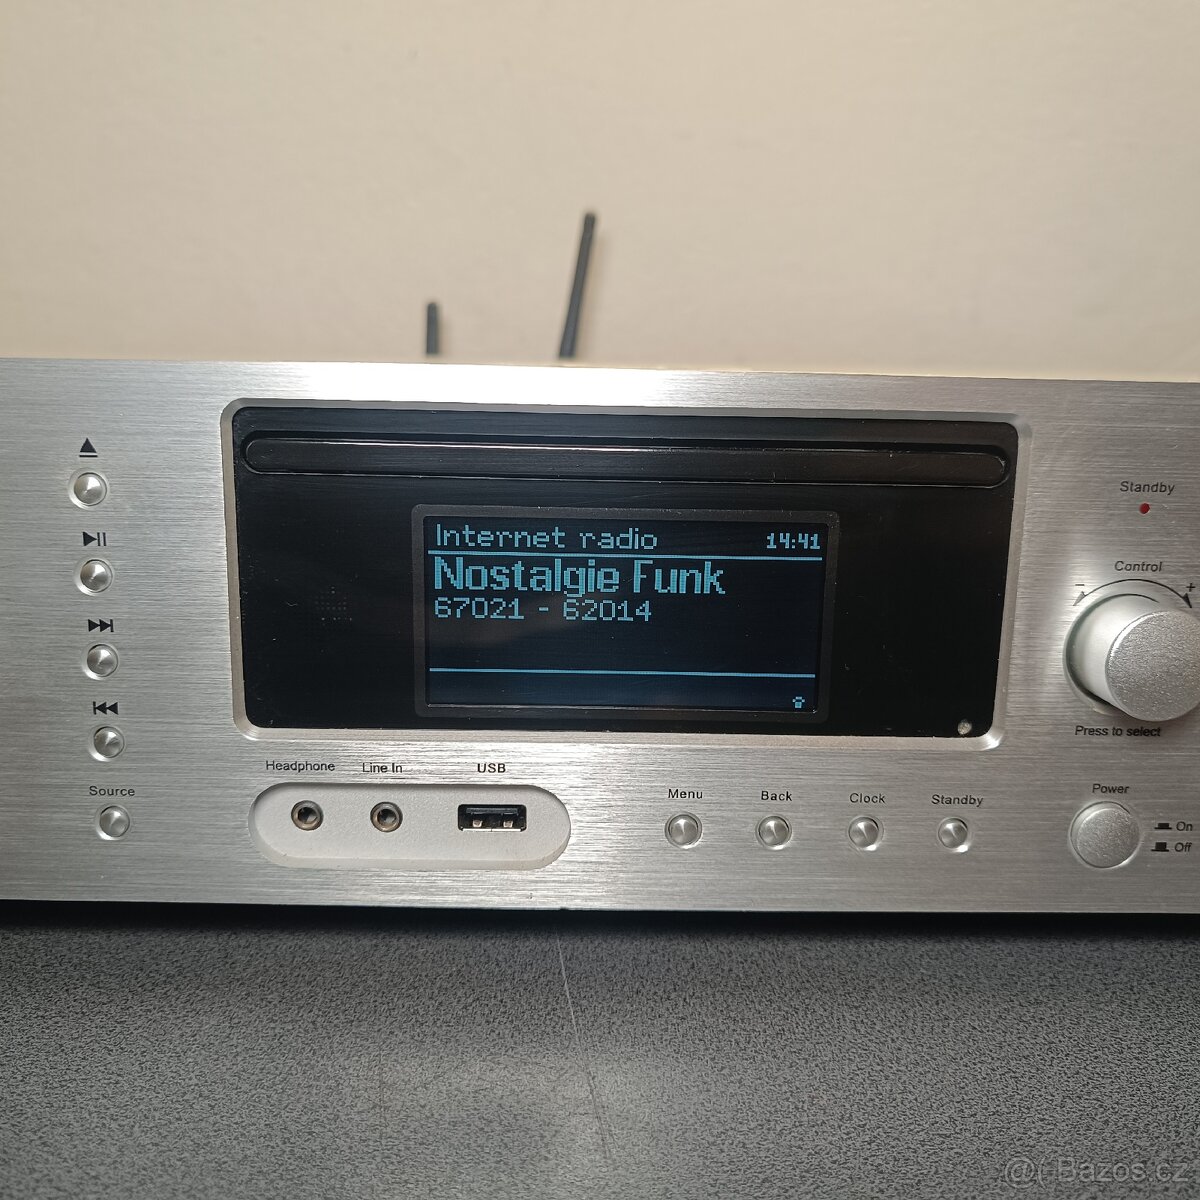 Standby
Internet radio 14:41
Nostalgie Funk
67021 - 62014
Control
- +
Press to select
Headphone Line In USB
Source
Menu Back Clock Standby
Power
On
Off
@( Bazos.cz